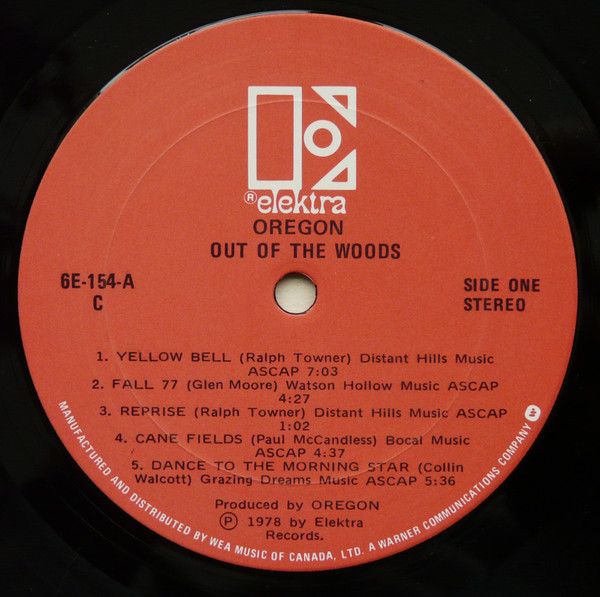 ® elektra
OREGON
OUT OF THE WOODS
6E-154-A
C
SIDE ONE
STEREO
1. YELLOW BELL (Ralph Towner) Distant Hills Music
ASCAP 7:03
2. FALL 77 (Glen Moore) Watson Hollow Music ASCAP
4:27
3. REPRISE (Ralph Towner) Distant Hills Music ASCAP
1:02
4. CANE FIELDS (Paul McCandless) Bocal Music
ASCAP 4:37
5. DANCE TO THE MORNING STAR (Collin
Walcott) Grazing Dreams Music ASCAP 5:36
Produced by OREGON
℗ 1978 by Elektra
Records.
MANUFACTURED AND DISTRIBUTED BY WEA MUSIC OF CANADA, LTD. A WARNER COMMUNICATIONS COMPANY